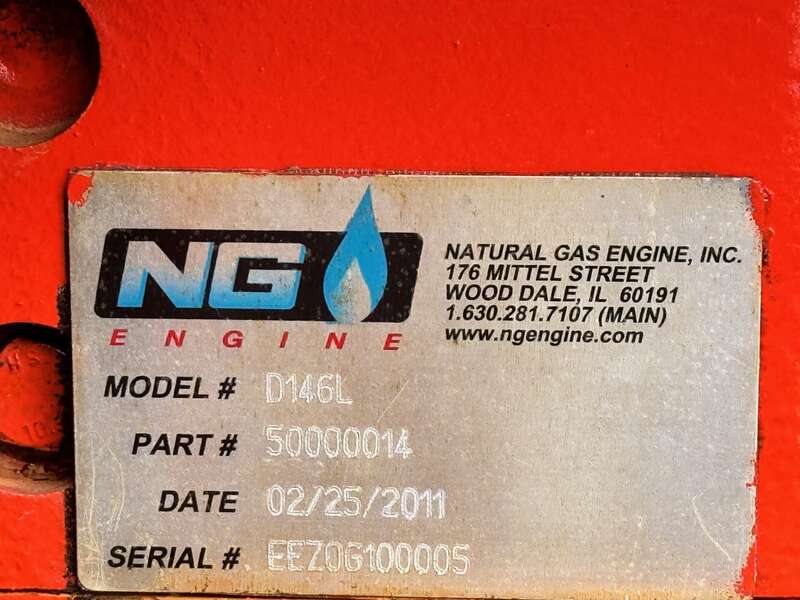 NG
ENGINE
NATURAL GAS ENGINE, INC.
176 MITTEL STREET
WOOD DALE, IL 60191
1.630.281.7107 (MAIN)
www.ngengine.com
MODEL # D146L
PART # 50000014
DATE 02/25/2011
SERIAL # EEZ0G100005